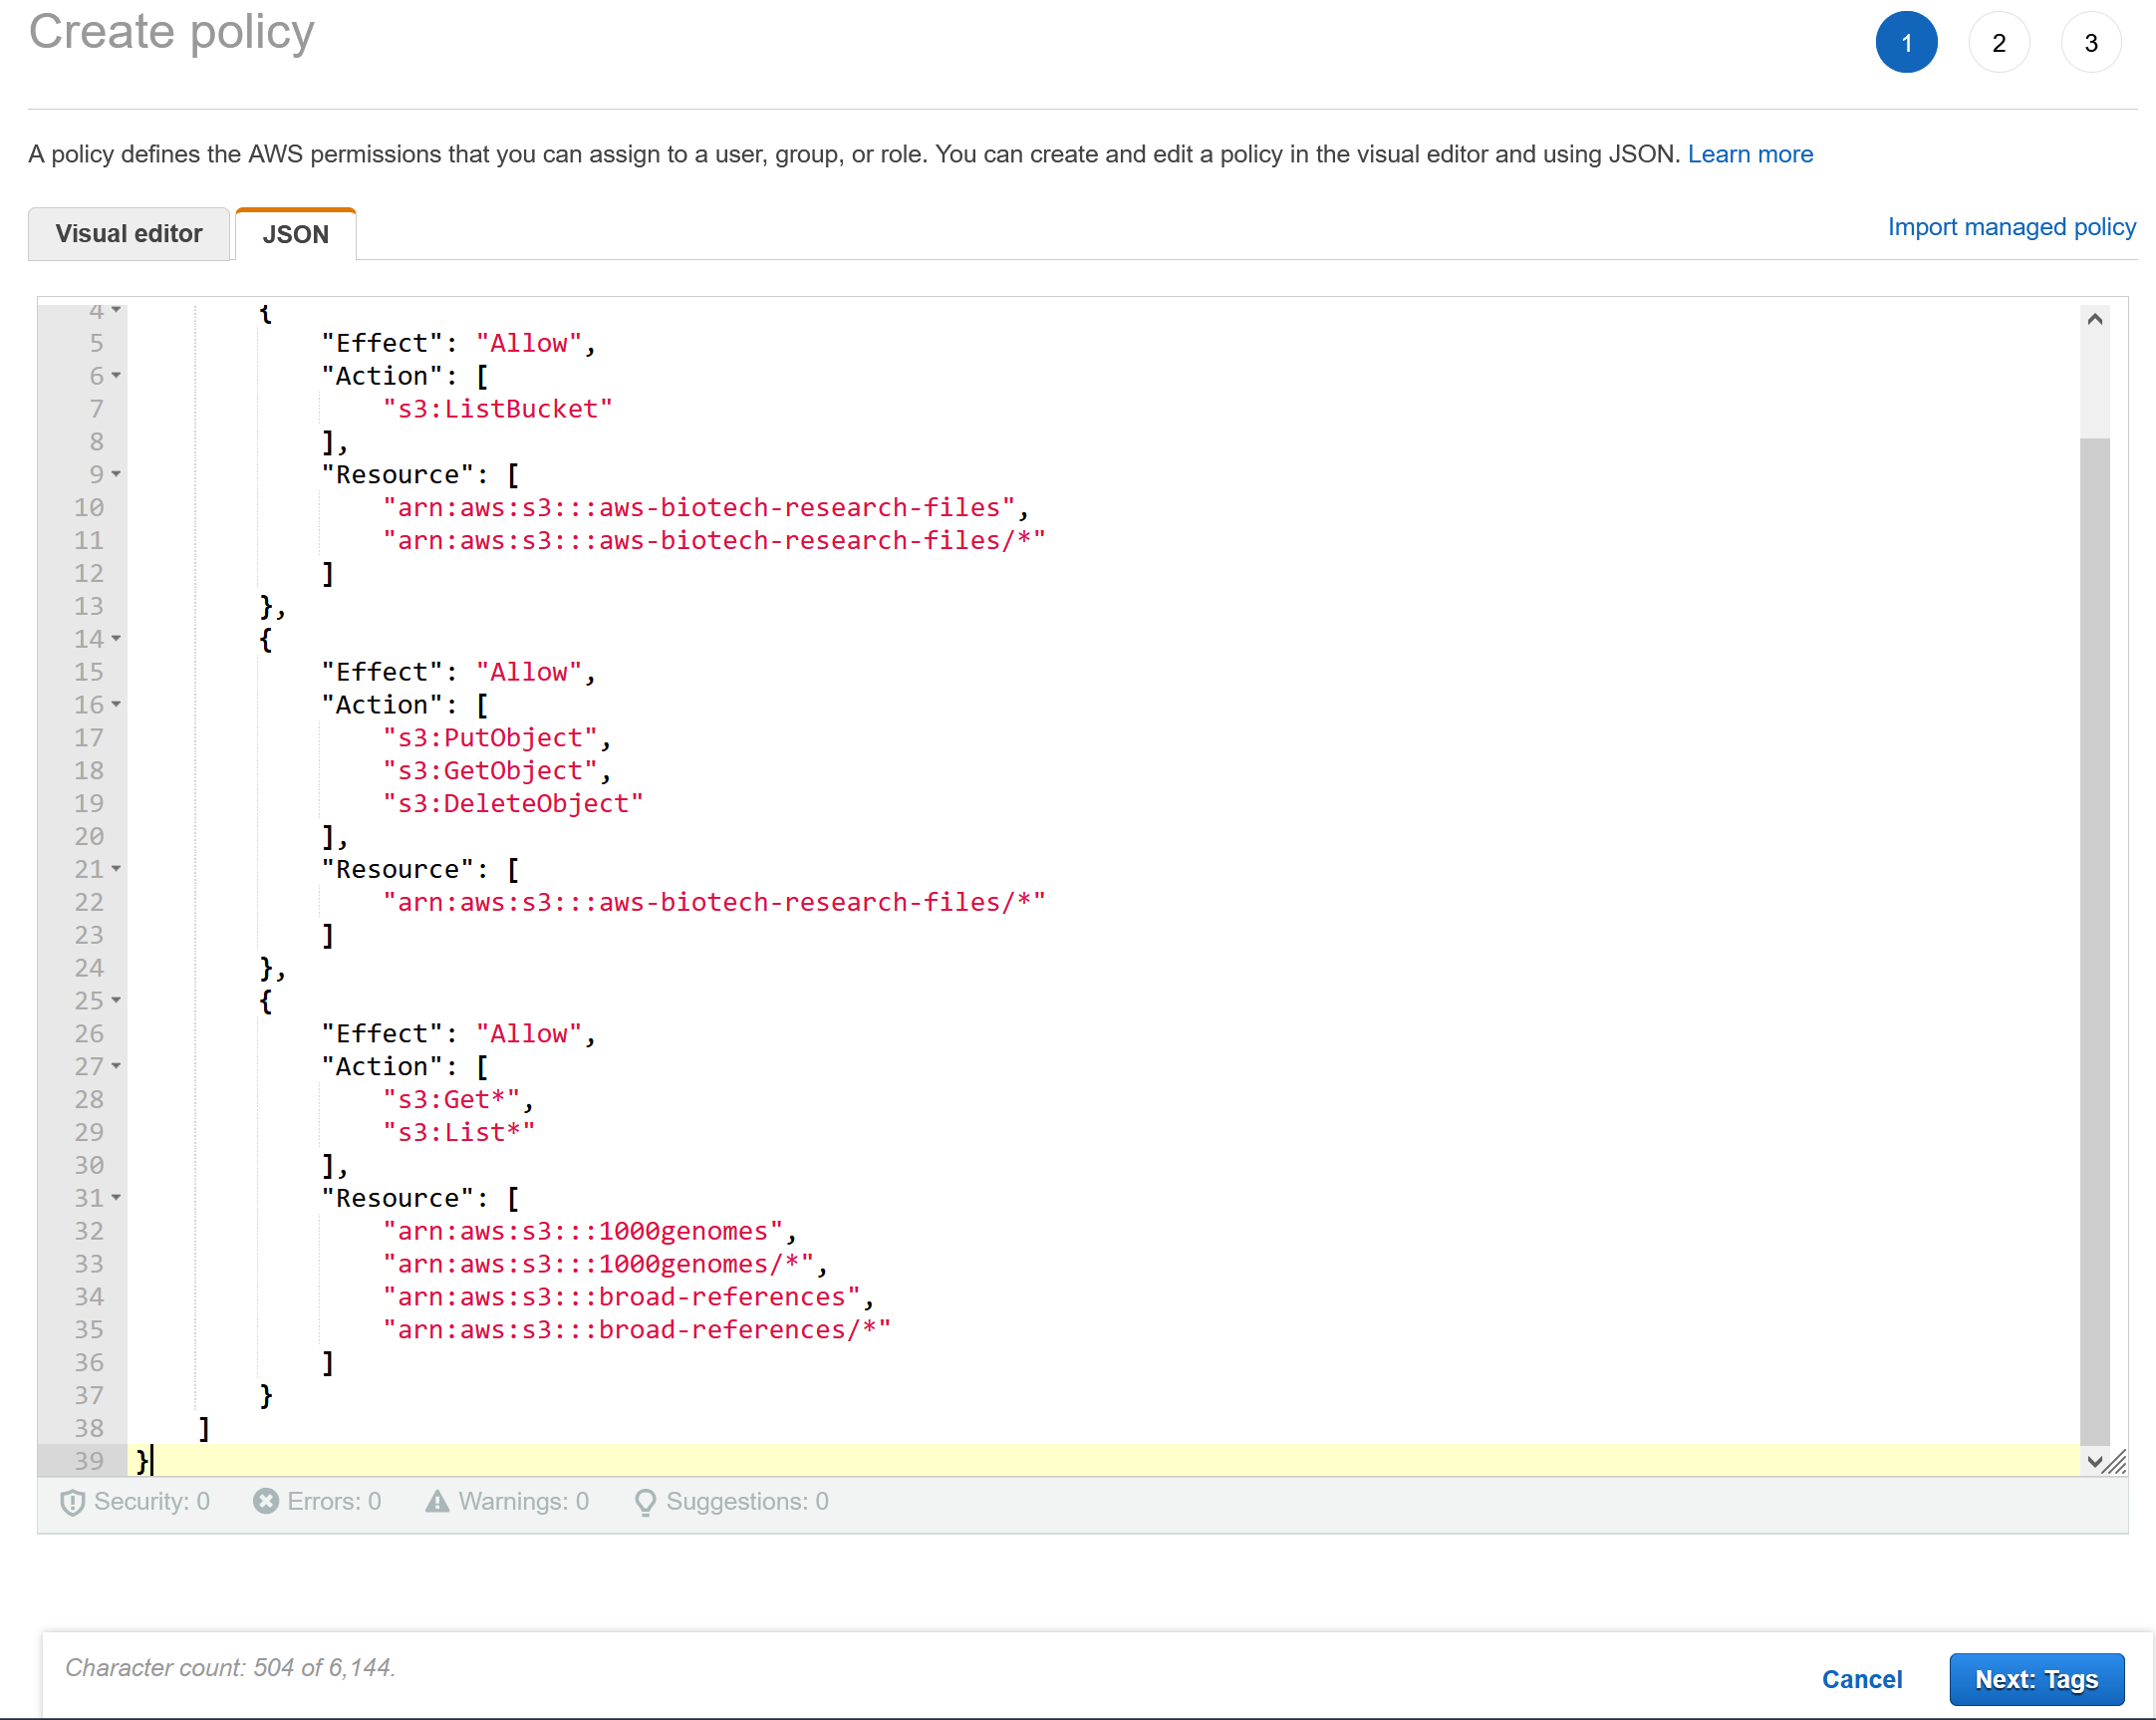 Create policy
1 2 3
A policy defines the AWS permissions that you can assign to a user, group, or role. You can create and edit a policy in the visual editor and using JSON. Learn more
Visual editor JSON Import managed policy
4 {
5 "Effect": "Allow",
6 "Action": [
7 "s3:ListBucket"
8 ],
9 "Resource": [
10 "arn:aws:s3:::aws-biotech-research-files",
11 "arn:aws:s3:::aws-biotech-research-files/*"
12 ]
13 },
14 {
15 "Effect": "Allow",
16 "Action": [
17 "s3:PutObject",
18 "s3:GetObject",
19 "s3:DeleteObject"
20 ],
21 "Resource": [
22 "arn:aws:s3:::aws-biotech-research-files/*"
23 ]
24 },
25 {
26 "Effect": "Allow",
27 "Action": [
28 "s3:Get*",
29 "s3:List*"
30 ],
31 "Resource": [
32 "arn:aws:s3:::1000genomes",
33 "arn:aws:s3:::1000genomes/*",
34 "arn:aws:s3:::broad-references",
35 "arn:aws:s3:::broad-references/*"
36 ]
37 }
38 ]
39 }
Security: 0 Errors: 0 Warnings: 0 Suggestions: 0
Character count: 504 of 6,144.
Cancel Next: Tags